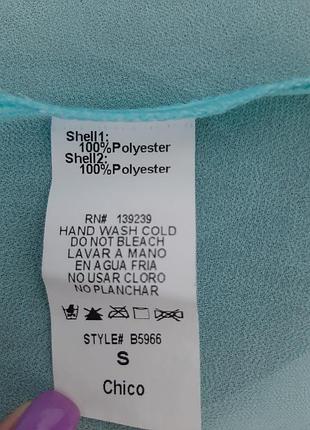 Shell1:
100%Polyester
Shell2:
100%Polyester
RN# 139239
HAND WASH COLD
DO NOT BLEACH
LAVAR A MANO
EN AGUA FRIA
NO USAR CLORO
NO PLANCHAR
STYLE# B5966
S
Chico